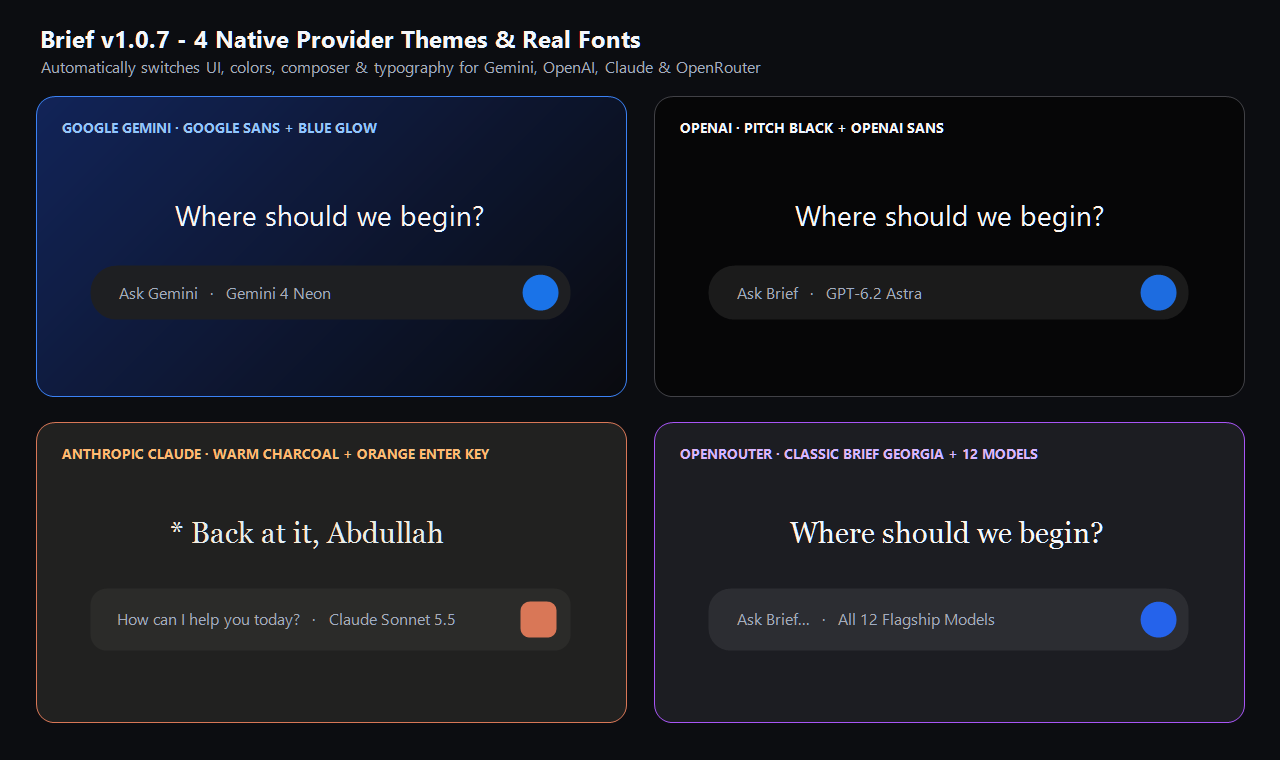 Brief v1.0.7 - 4 Native Provider Themes & Real Fonts
Automatically switches UI, colors, composer & typography for Gemini, OpenAI, Claude & OpenRouter
GOOGLE GEMINI · GOOGLE SANS + BLUE GLOW
Where should we begin?
Ask Gemini · Gemini 4 Neon
OPENAI · PITCH BLACK + OPENAI SANS
Where should we begin?
Ask Brief · GPT-6.2 Astra
ANTHROPIC CLAUDE · WARM CHARCOAL + ORANGE ENTER KEY
* Back at it, Abdullah
How can I help you today? · Claude Sonnet 5.5
OPENROUTER · CLASSIC BRIEF GEORGIA + 12 MODELS
Where should we begin?
Ask Brief... · All 12 Flagship Models